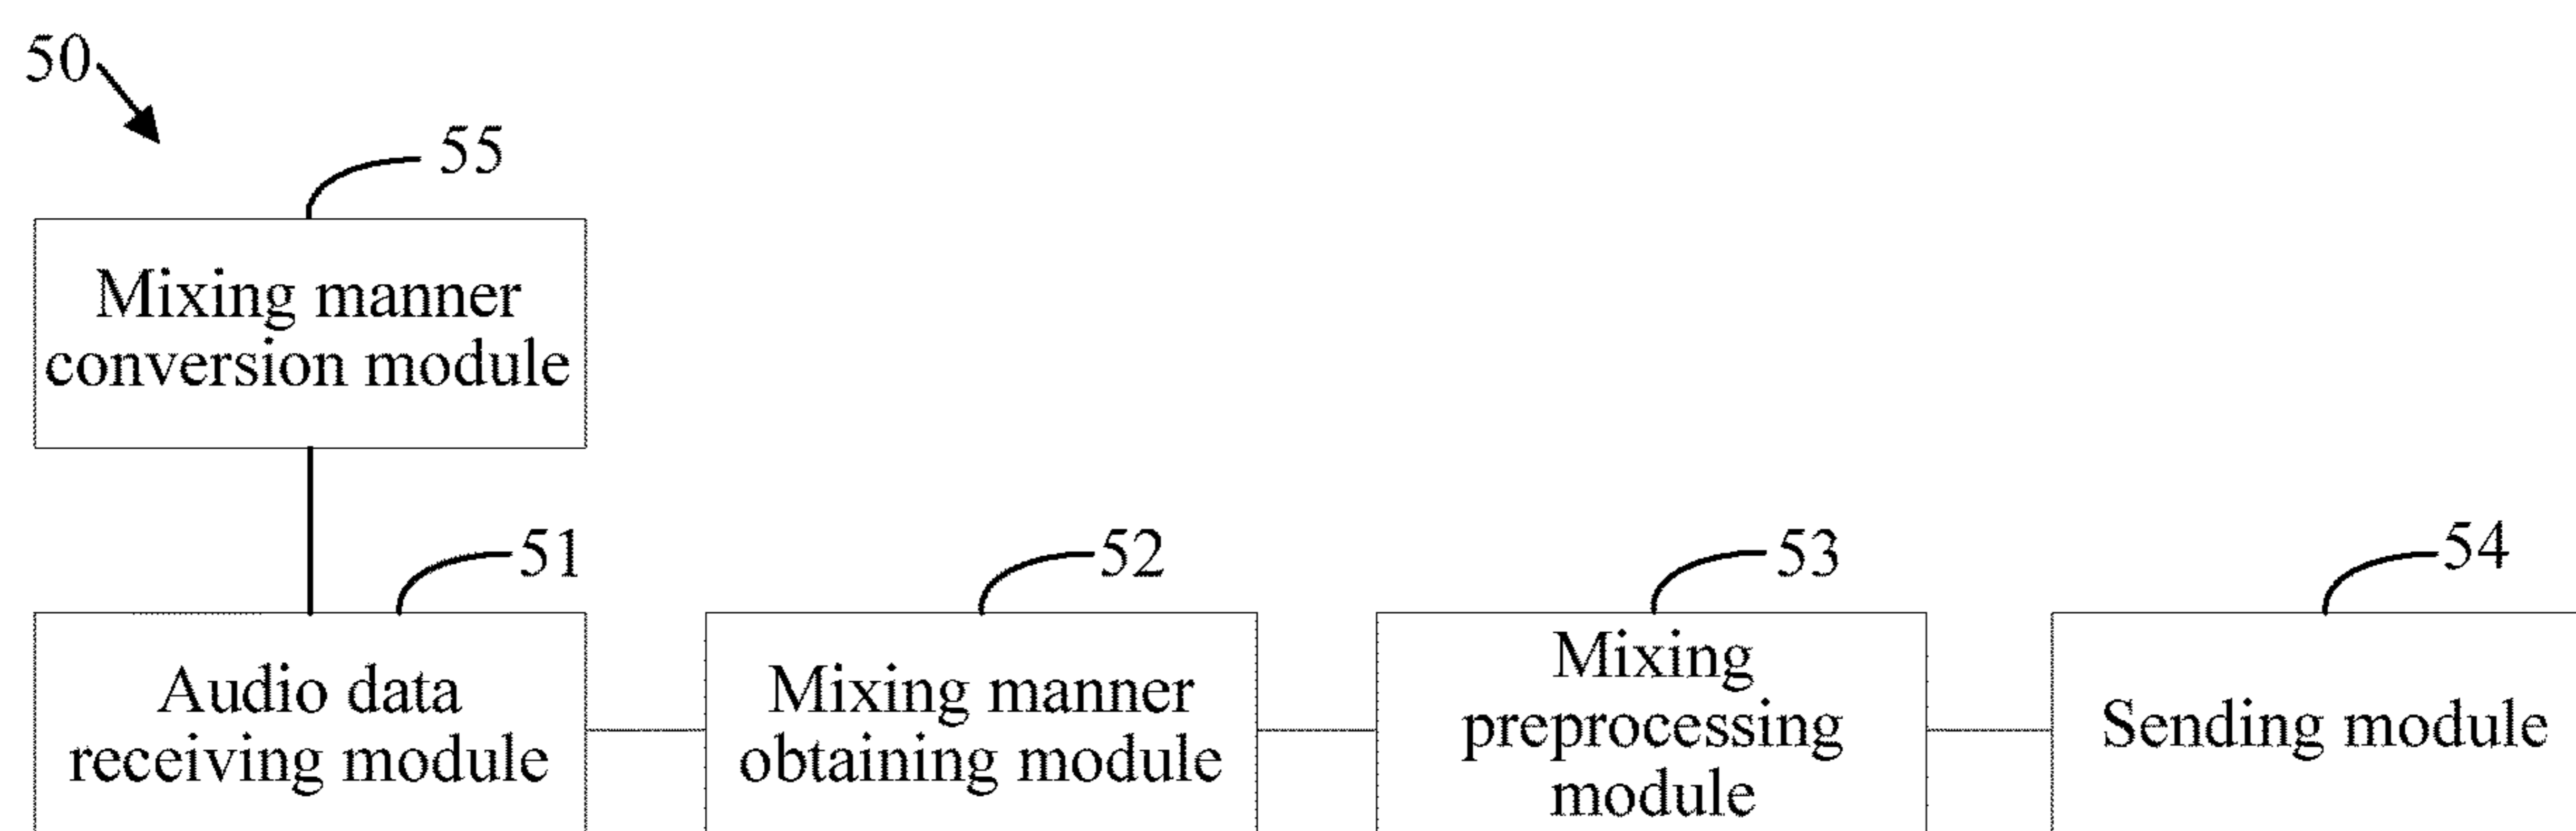 50
55
Mixing manner
conversion module
51
52
53
54
Audio data
receiving module
Mixing manner
obtaining module
Mixing
preprocessing
module
Sending module